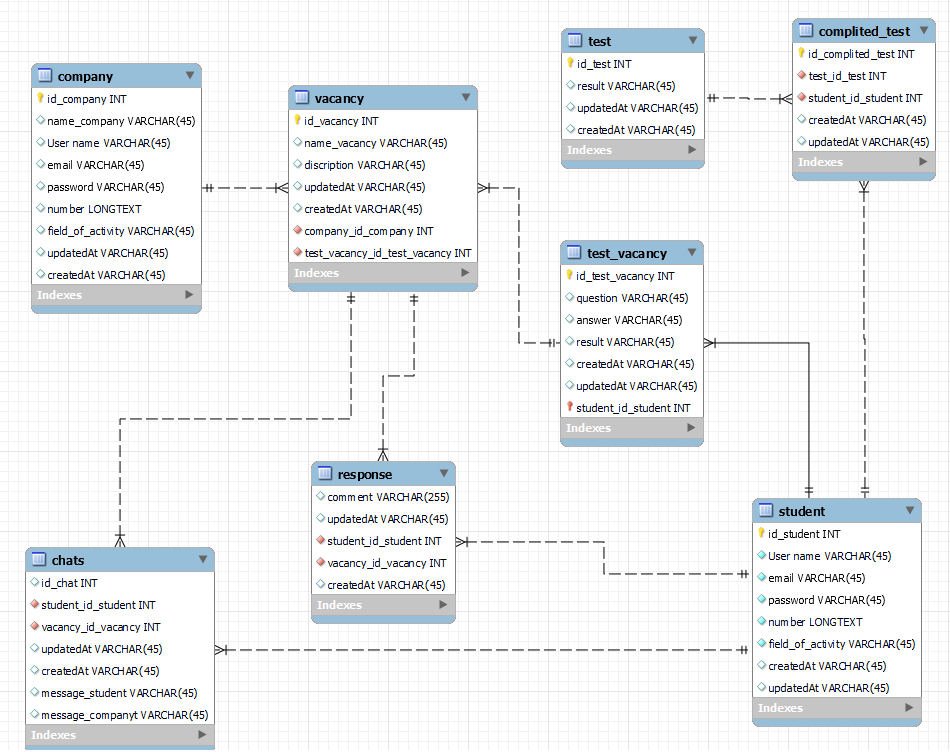 company
id_company INT
name_company VARCHAR(45)
User name VARCHAR(45)
email VARCHAR(45)
password VARCHAR(45)
number LONGTEXT
field_of_activity VARCHAR(45)
updatedAt VARCHAR(45)
createdAt VARCHAR(45)
Indexes
vacancy
id_vacancy INT
name_vacancy VARCHAR(45)
discription VARCHAR(45)
updatedAt VARCHAR(45)
createdAt VARCHAR(45)
company_id_company INT
test_vacancy_id_test_vacancy INT
Indexes
test
id_test INT
result VARCHAR(45)
updatedAt VARCHAR(45)
createdAt VARCHAR(45)
Indexes
complited_test
id_complited_test INT
test_id_test INT
student_id_student INT
createdAt VARCHAR(45)
updatedAt VARCHAR(45)
Indexes
test_vacancy
id_test_vacancy INT
question VARCHAR(45)
answer VARCHAR(45)
result VARCHAR(45)
createdAt VARCHAR(45)
updatedAt VARCHAR(45)
student_id_student INT
Indexes
response
comment VARCHAR(255)
updatedAt VARCHAR(45)
student_id_student INT
vacancy_id_vacancy INT
createdAt VARCHAR(45)
Indexes
student
id_student INT
User name VARCHAR(45)
email VARCHAR(45)
password VARCHAR(45)
number LONGTEXT
field_of_activity VARCHAR(45)
createdAt VARCHAR(45)
updatedAt VARCHAR(45)
Indexes
chats
id_chat INT
student_id_student INT
vacancy_id_vacancy INT
updatedAt VARCHAR(45)
createdAt VARCHAR(45)
message_student VARCHAR(45)
message_companyt VARCHAR(45)
Indexes